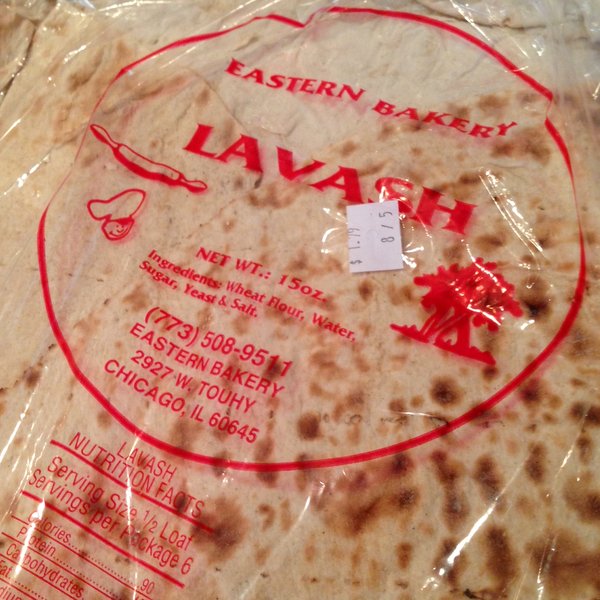 EASTERN BAKERY
LAVASH
$ 1.79
8/5
NET WT.: 15oz.
Ingredients: Wheat Flour, Water,
Sugar, Yeast & Salt.
(773) 508-9511
EASTERN BAKERY
2927 W. TOUHY
CHICAGO, IL 60645
LAVASH
NUTRITION FACTS
Serving Size ½ Loaf
Servings per Package 6
Calories....
Protein.... 90
Carbohydrates.